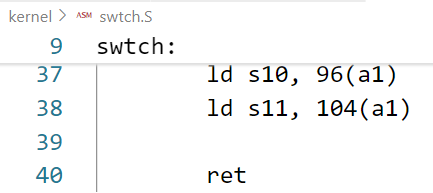 kernel > ASM swtch.S
9 swtch:
37 ld s10, 96(a1)
38 ld s11, 104(a1)
39
40 ret